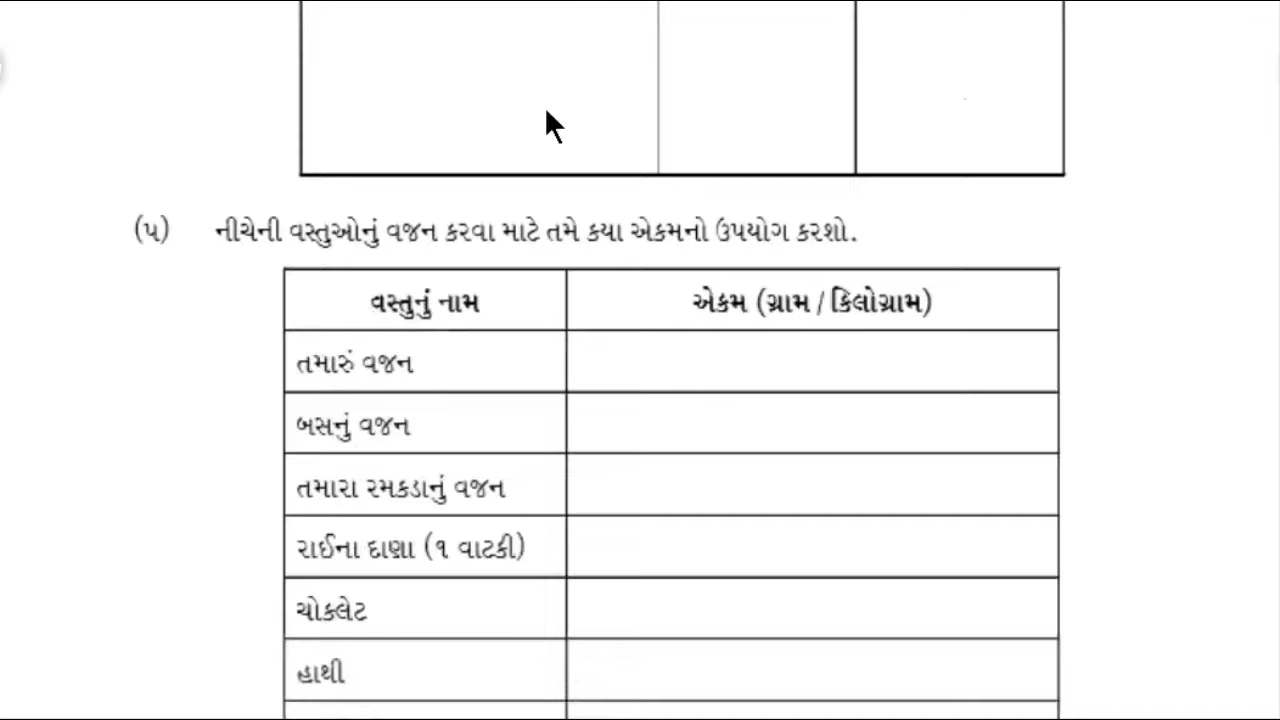 (૫) નીચેની વસ્તુઓનું વજન કરવા માટે તમે કયા એકમનો ઉપયોગ કરશો.
વસ્તુનું નામ એકમ (ગ્રામ / કિલોગ્રામ)
તમારું વજન
બસનું વજન
તમારા રમકડાનું વજન
રાઈના દાણા (૧ વાટકી)
ચોક્લેટ
હાથી